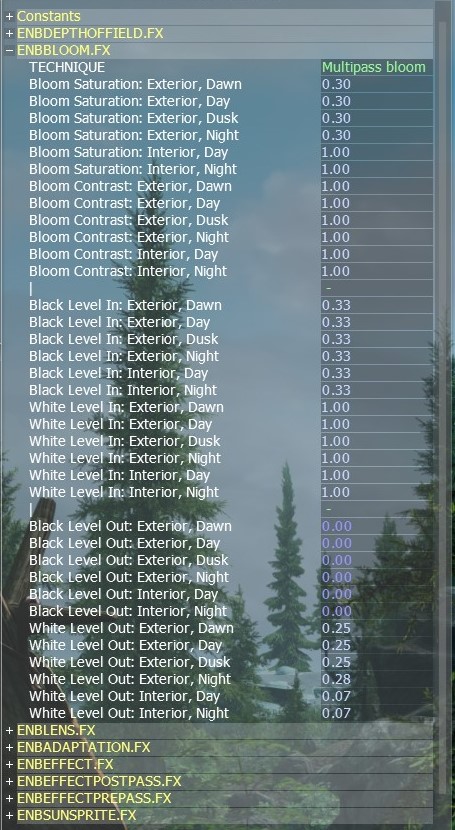 + Constants
+ ENBDEPTHOFFIELD.FX
− ENBBLOOM.FX
TECHNIQUE Multipass bloom
Bloom Saturation: Exterior, Dawn 0.30
Bloom Saturation: Exterior, Day 0.30
Bloom Saturation: Exterior, Dusk 0.30
Bloom Saturation: Exterior, Night 0.30
Bloom Saturation: Interior, Day 1.00
Bloom Saturation: Interior, Night 1.00
Bloom Contrast: Exterior, Dawn 1.00
Bloom Contrast: Exterior, Day 1.00
Bloom Contrast: Exterior, Dusk 1.00
Bloom Contrast: Exterior, Night 1.00
Bloom Contrast: Interior, Day 1.00
Bloom Contrast: Interior, Night 1.00
| -
Black Level In: Exterior, Dawn 0.33
Black Level In: Exterior, Day 0.33
Black Level In: Exterior, Dusk 0.33
Black Level In: Exterior, Night 0.33
Black Level In: Interior, Day 0.33
Black Level In: Interior, Night 0.33
White Level In: Exterior, Dawn 1.00
White Level In: Exterior, Day 1.00
White Level In: Exterior, Dusk 1.00
White Level In: Exterior, Night 1.00
White Level In: Interior, Day 1.00
White Level In: Interior, Night 1.00
| -
Black Level Out: Exterior, Dawn 0.00
Black Level Out: Exterior, Day 0.00
Black Level Out: Exterior, Dusk 0.00
Black Level Out: Exterior, Night 0.00
Black Level Out: Interior, Day 0.00
Black Level Out: Interior, Night 0.00
White Level Out: Exterior, Dawn 0.25
White Level Out: Exterior, Day 0.25
White Level Out: Exterior, Dusk 0.25
White Level Out: Exterior, Night 0.28
White Level Out: Interior, Day 0.07
White Level Out: Interior, Night 0.07
+ ENBLENS.FX
+ ENBADAPTATION.FX
+ ENBEFFECT.FX
+ ENBEFFECTPOSTPASS.FX
+ ENBEFFECTPREPASS.FX
+ ENBSUNSPRITE.FX